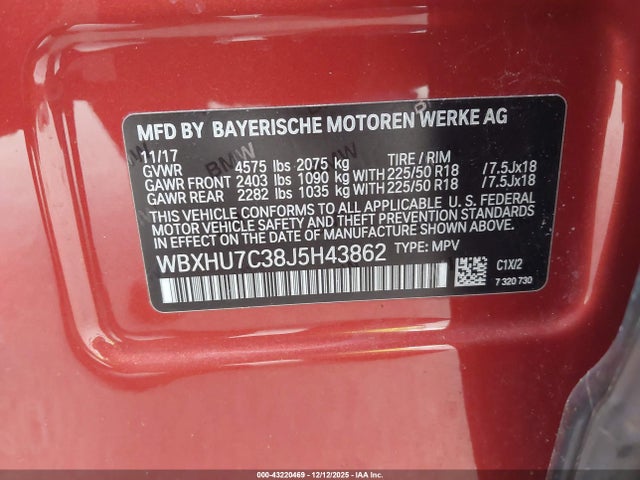 MFD BY BAYERISCHE MOTOREN WERKE AG
11/17 TIRE / RIM
GVWR 4575 lbs 2075 kg
GAWR FRONT 2403 lbs 1090 kg WITH 225/50 R18 /7.5Jx18
GAWR REAR 2282 lbs 1035 kg WITH 225/50 R18 /7.5Jx18
THIS VEHICLE CONFORMS TO ALL APPLICABLE U. S. FEDERAL
MOTOR VEHICLE SAFETY, BUMPER, AND THEFT PREVENTION
STANDARDS IN EFFECT ON THE DATE OF MANUFACTURE SHOWN ABOVE.
WBXHU7C38J5H43862 TYPE: MPV
C1X/2
7 320 730
BMW
BMW
000-43220469 - 12/12/2025 - IAAC, Inc.